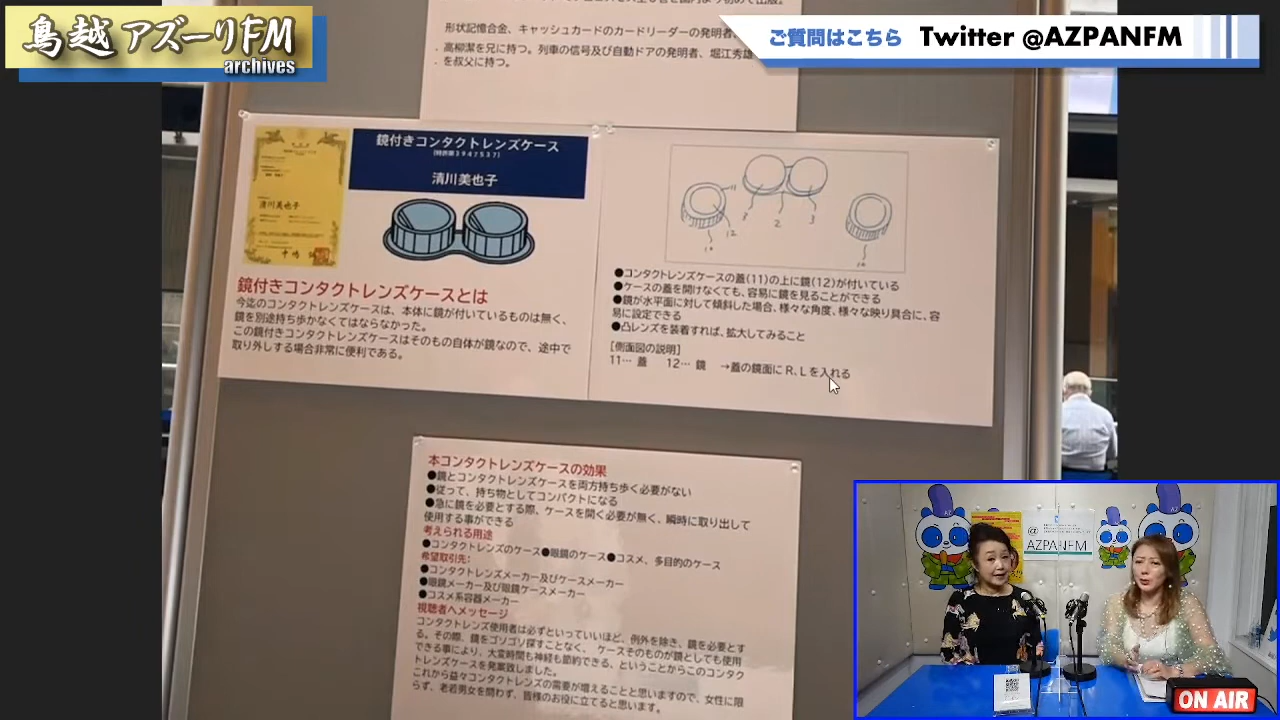 鳥越 アズーリFM
archives
ご質問はこちら Twitter @AZPANFM
形状記憶合金、キャッシュカードのカードリーダーの発明者、
高柳潔を兄に持つ。列車の信号及び自動ドアの発明者、堀江秀雄
を叔父に持つ。
鏡付きコンタクトレンズケース
(特許第3947537)
清川美也子
清川美也子
鏡付きコンタクトレンズケースとは
今迄のコンタクトレンズケースは、本体に鏡が付いているものは無く、
鏡を別途持ち歩かなくてはならなかった。
この鏡付きコンタクトレンズケースはそのもの自体が鏡なので、途中で
取り外しする場合非常に便利である。
11
12
2
3
●コンタクトレンズケースの蓋(11)の上に鏡(12)が付いている
●ケースの蓋を開けなくても、容易に鏡を見ることができる
●鏡が水平面に対して傾斜した場合、様々な角度、様々な映り具合に、容
易に設定できる
●凸レンズを装着すれば、拡大してみること
[側面図の説明]
11… 蓋 12… 鏡 →蓋の鏡面に R、L を入れる
本コンタクトレンズケースの効果
●鏡とコンタクトレンズケースを両方持ち歩く必要がない
●従って、持ち物としてコンパクトになる
●急に鏡を必要とする際、ケースを開く必要が無く、瞬時に取り出して
使用する事ができる
考えられる用途
●コンタクトレンズのケース●眼鏡のケース●コスメ、多目的のケース
希望取引先:
●コンタクトレンズメーカー及びケースメーカー
●眼鏡メーカー及び眼鏡ケースメーカー
●コスメ系容器メーカー
視聴者へメッセージ
コンタクトレンズ使用者は必ずといっていいほど、例外を除き、鏡を必要とす
る。その際、鏡をゴソゴソ探すことなく、ケースそのものが鏡としても使用
できる事により、大変時間も神経も節約できる、ということからこのコンタク
トレンズケースを発案致しました。
これから益々コンタクトレンズの需要が増えることと思いますので、女性に限
らず、老若男女を問わず、皆様のお役に立てると思います。
AZPANFM
ON AIR